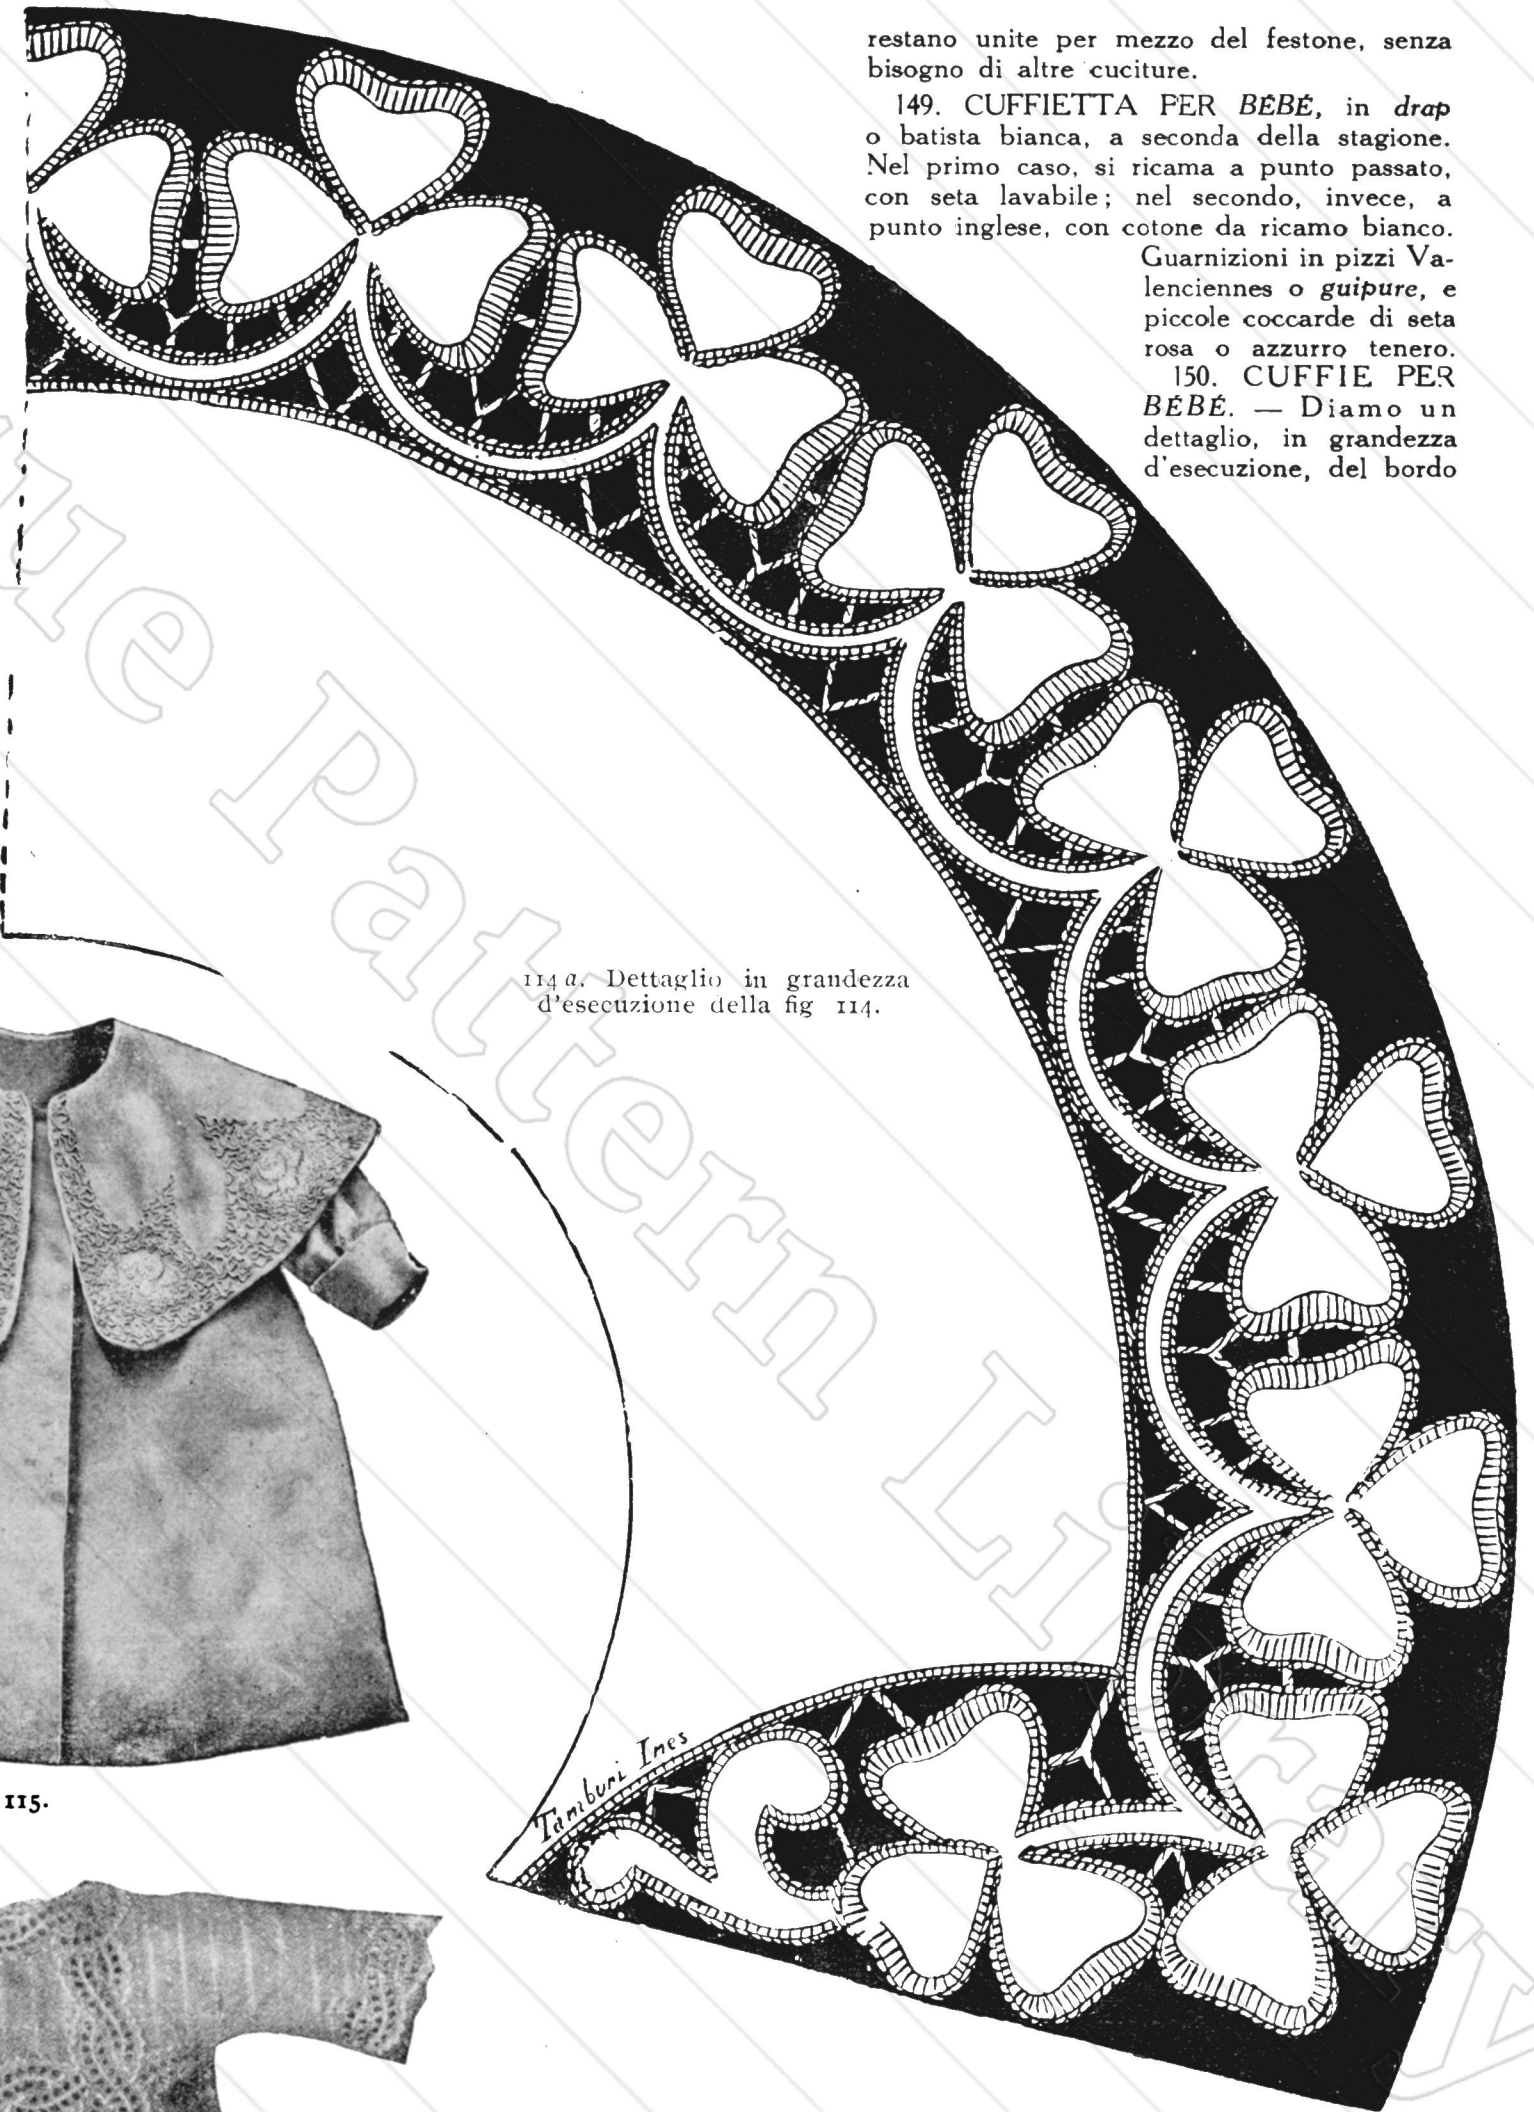 restano unite per mezzo del festone, senza
bisogno di altre cuciture.
149. CUFFIETTA PER BÉBÉ, in drap
o batista bianca, a seconda della stagione.
Nel primo caso, si ricama a punto passato,
con seta lavabile; nel secondo, invece, a
punto inglese, con cotone da ricamo bianco.
Guarnizioni in pizzi Va-
lenciennes o guipure, e
piccole coccarde di seta
rosa o azzurro tenero.
150. CUFFIE PER
BÉBÉ. — Diamo un
dettaglio, in grandezza
d'esecuzione, del bordo
114 a. Dettaglio in grandezza
d'esecuzione della fig 114.
Tamburi Ines
115.
ue Pattern Library